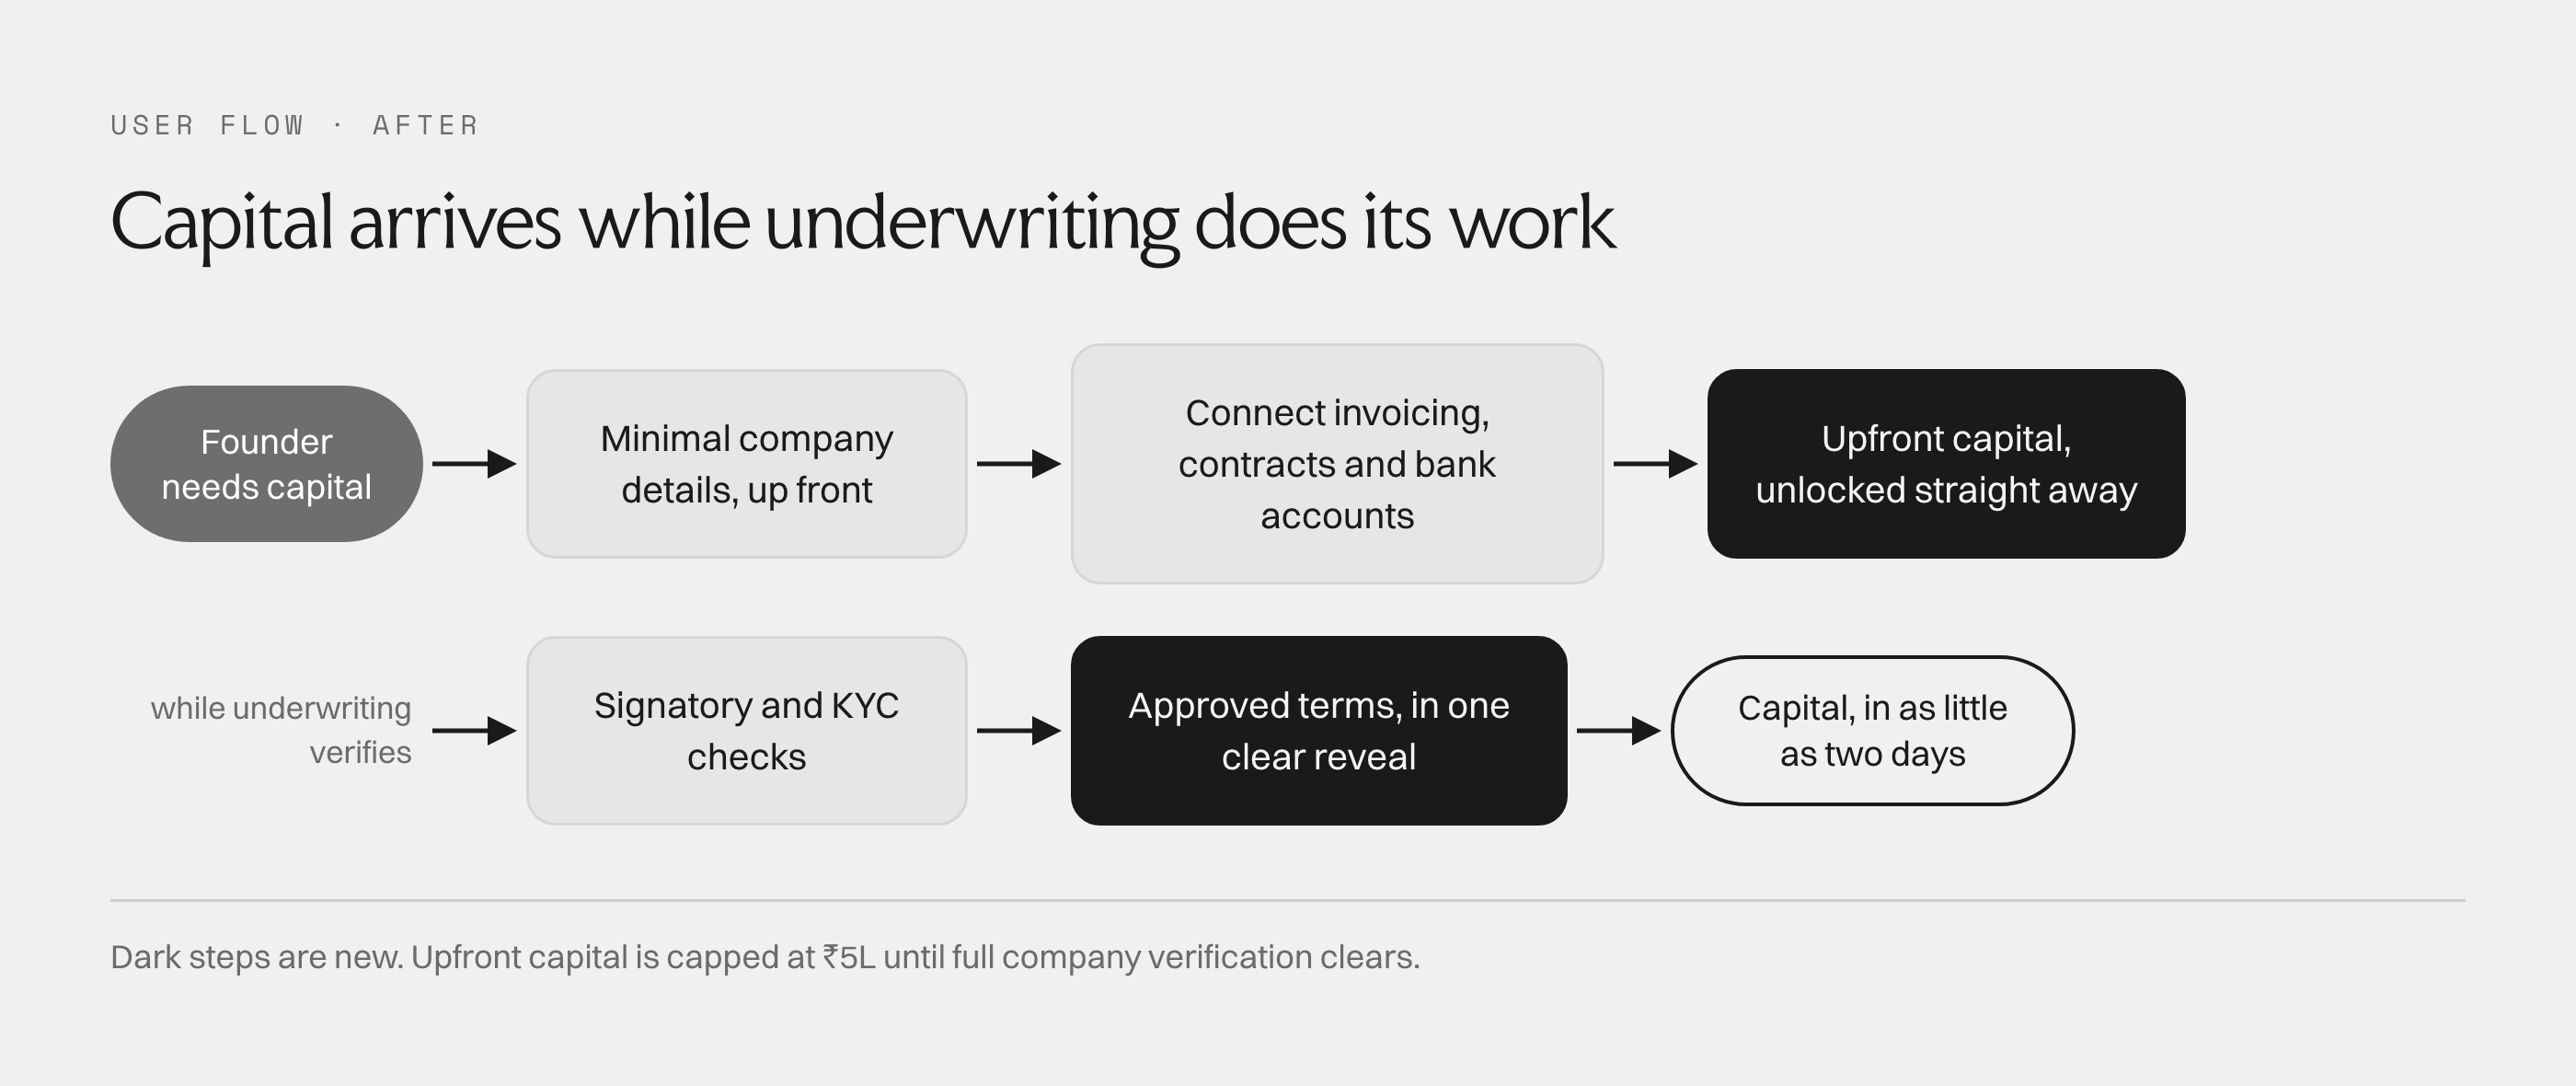 USER FLOW · AFTER
Capital arrives while underwriting does its work
Founder
needs capital
Minimal company
details, up front
Connect invoicing,
contracts and bank
accounts
Upfront capital,
unlocked straight away
while underwriting
verifies
Signatory and KYC
checks
Approved terms, in one
clear reveal
Capital, in as little
as two days
Dark steps are new. Upfront capital is capped at ₹5L until full company verification clears.